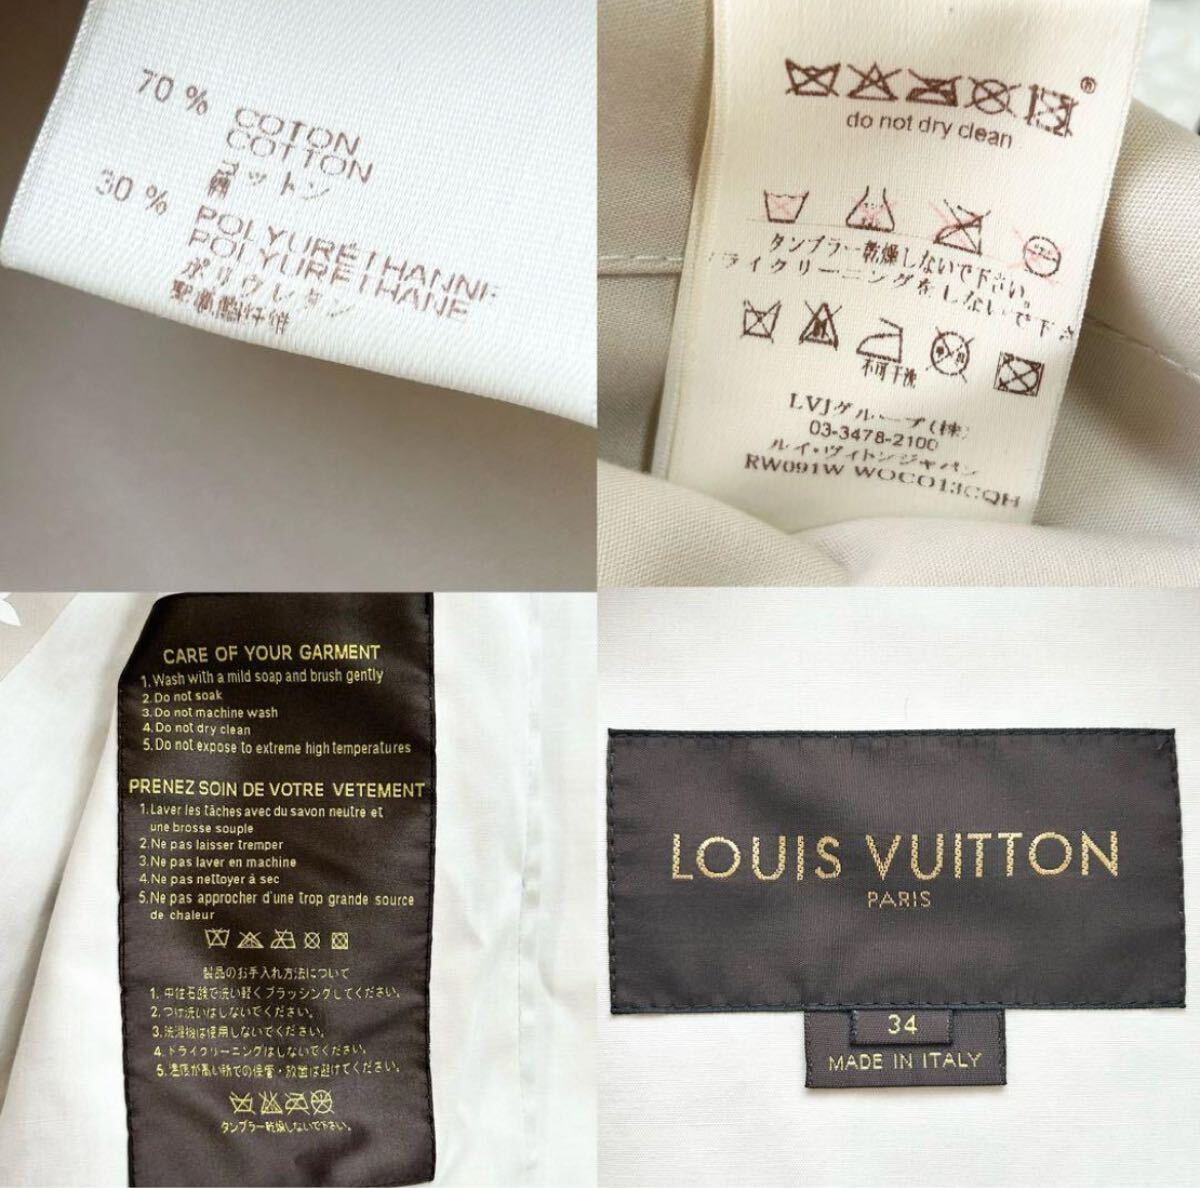 70 % COTON
COTTON
コットン
棉
30 % POLYURÉTHANNE
POLYURETHANE
ポリウレタン
do not dry clean
®
タンブラー乾燥しないで下さい。
ライクリーニングをしないで下さ
不可干洗
LVJグループ(株)
03-3478-2100
ルイ・ヴィトンジャパン
RW091W WOCO13CQH
CARE OF YOUR GARMENT
1. Wash with a mild soap and brush gently
2. Do not soak
3. Do not machine wash
4. Do not dry clean
5. Do not expose to extreme high temperatures
PRENEZ SOIN DE VOTRE VETEMENT
1. Laver les tâches avec du savon neutre et
une brosse souple
2. Ne pas laisser tremper
3. Ne pas laver en machine
4. Ne pas nettoyer à sec
5. Ne pas approcher d'une trop grande source
de chaleur
製品のお手入れ方法について
1. 中性石鹸で洗い軽くブラッシングしてください。
2. つけ洗いはしないでください。
3. 洗濯機は使用しないでください。
4. ドライクリーニングはしないでください。
5. 温度が高い所での保管・放置は避けてください。
タンブラー乾燥しないで下さい。
LOUIS VUITTON
PARIS
34
MADE IN ITALY